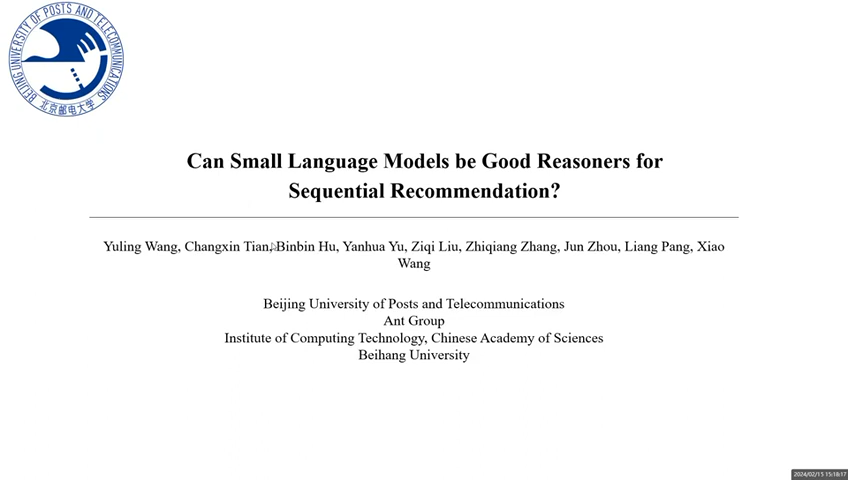 BEIJING UNIVERSITY OF POSTS AND TELECOMMUNICATIONS
北京邮电大学
Can Small Language Models be Good Reasoners for
Sequential Recommendation?
Yuling Wang, Changxin Tian, Binbin Hu, Yanhua Yu, Ziqi Liu, Zhiqiang Zhang, Jun Zhou, Liang Pang, Xiao
Wang
Beijing University of Posts and Telecommunications
Ant Group
Institute of Computing Technology, Chinese Academy of Sciences
Beihang University
2024/02/15 15:18:17